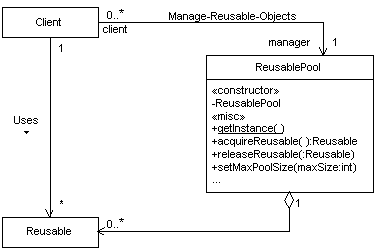 Client
0..*
client
Manage-Reusable-Objects
manager
1
1
ReusablePool
«constructor»
-ReusablePool
«misc»
+getInstance( )
+acquireReusable( ):Reusable
+releaseReusable(:Reusable)
+setMaxPoolSize(maxSize:int)
...
Uses
1
*
0..*
Reusable